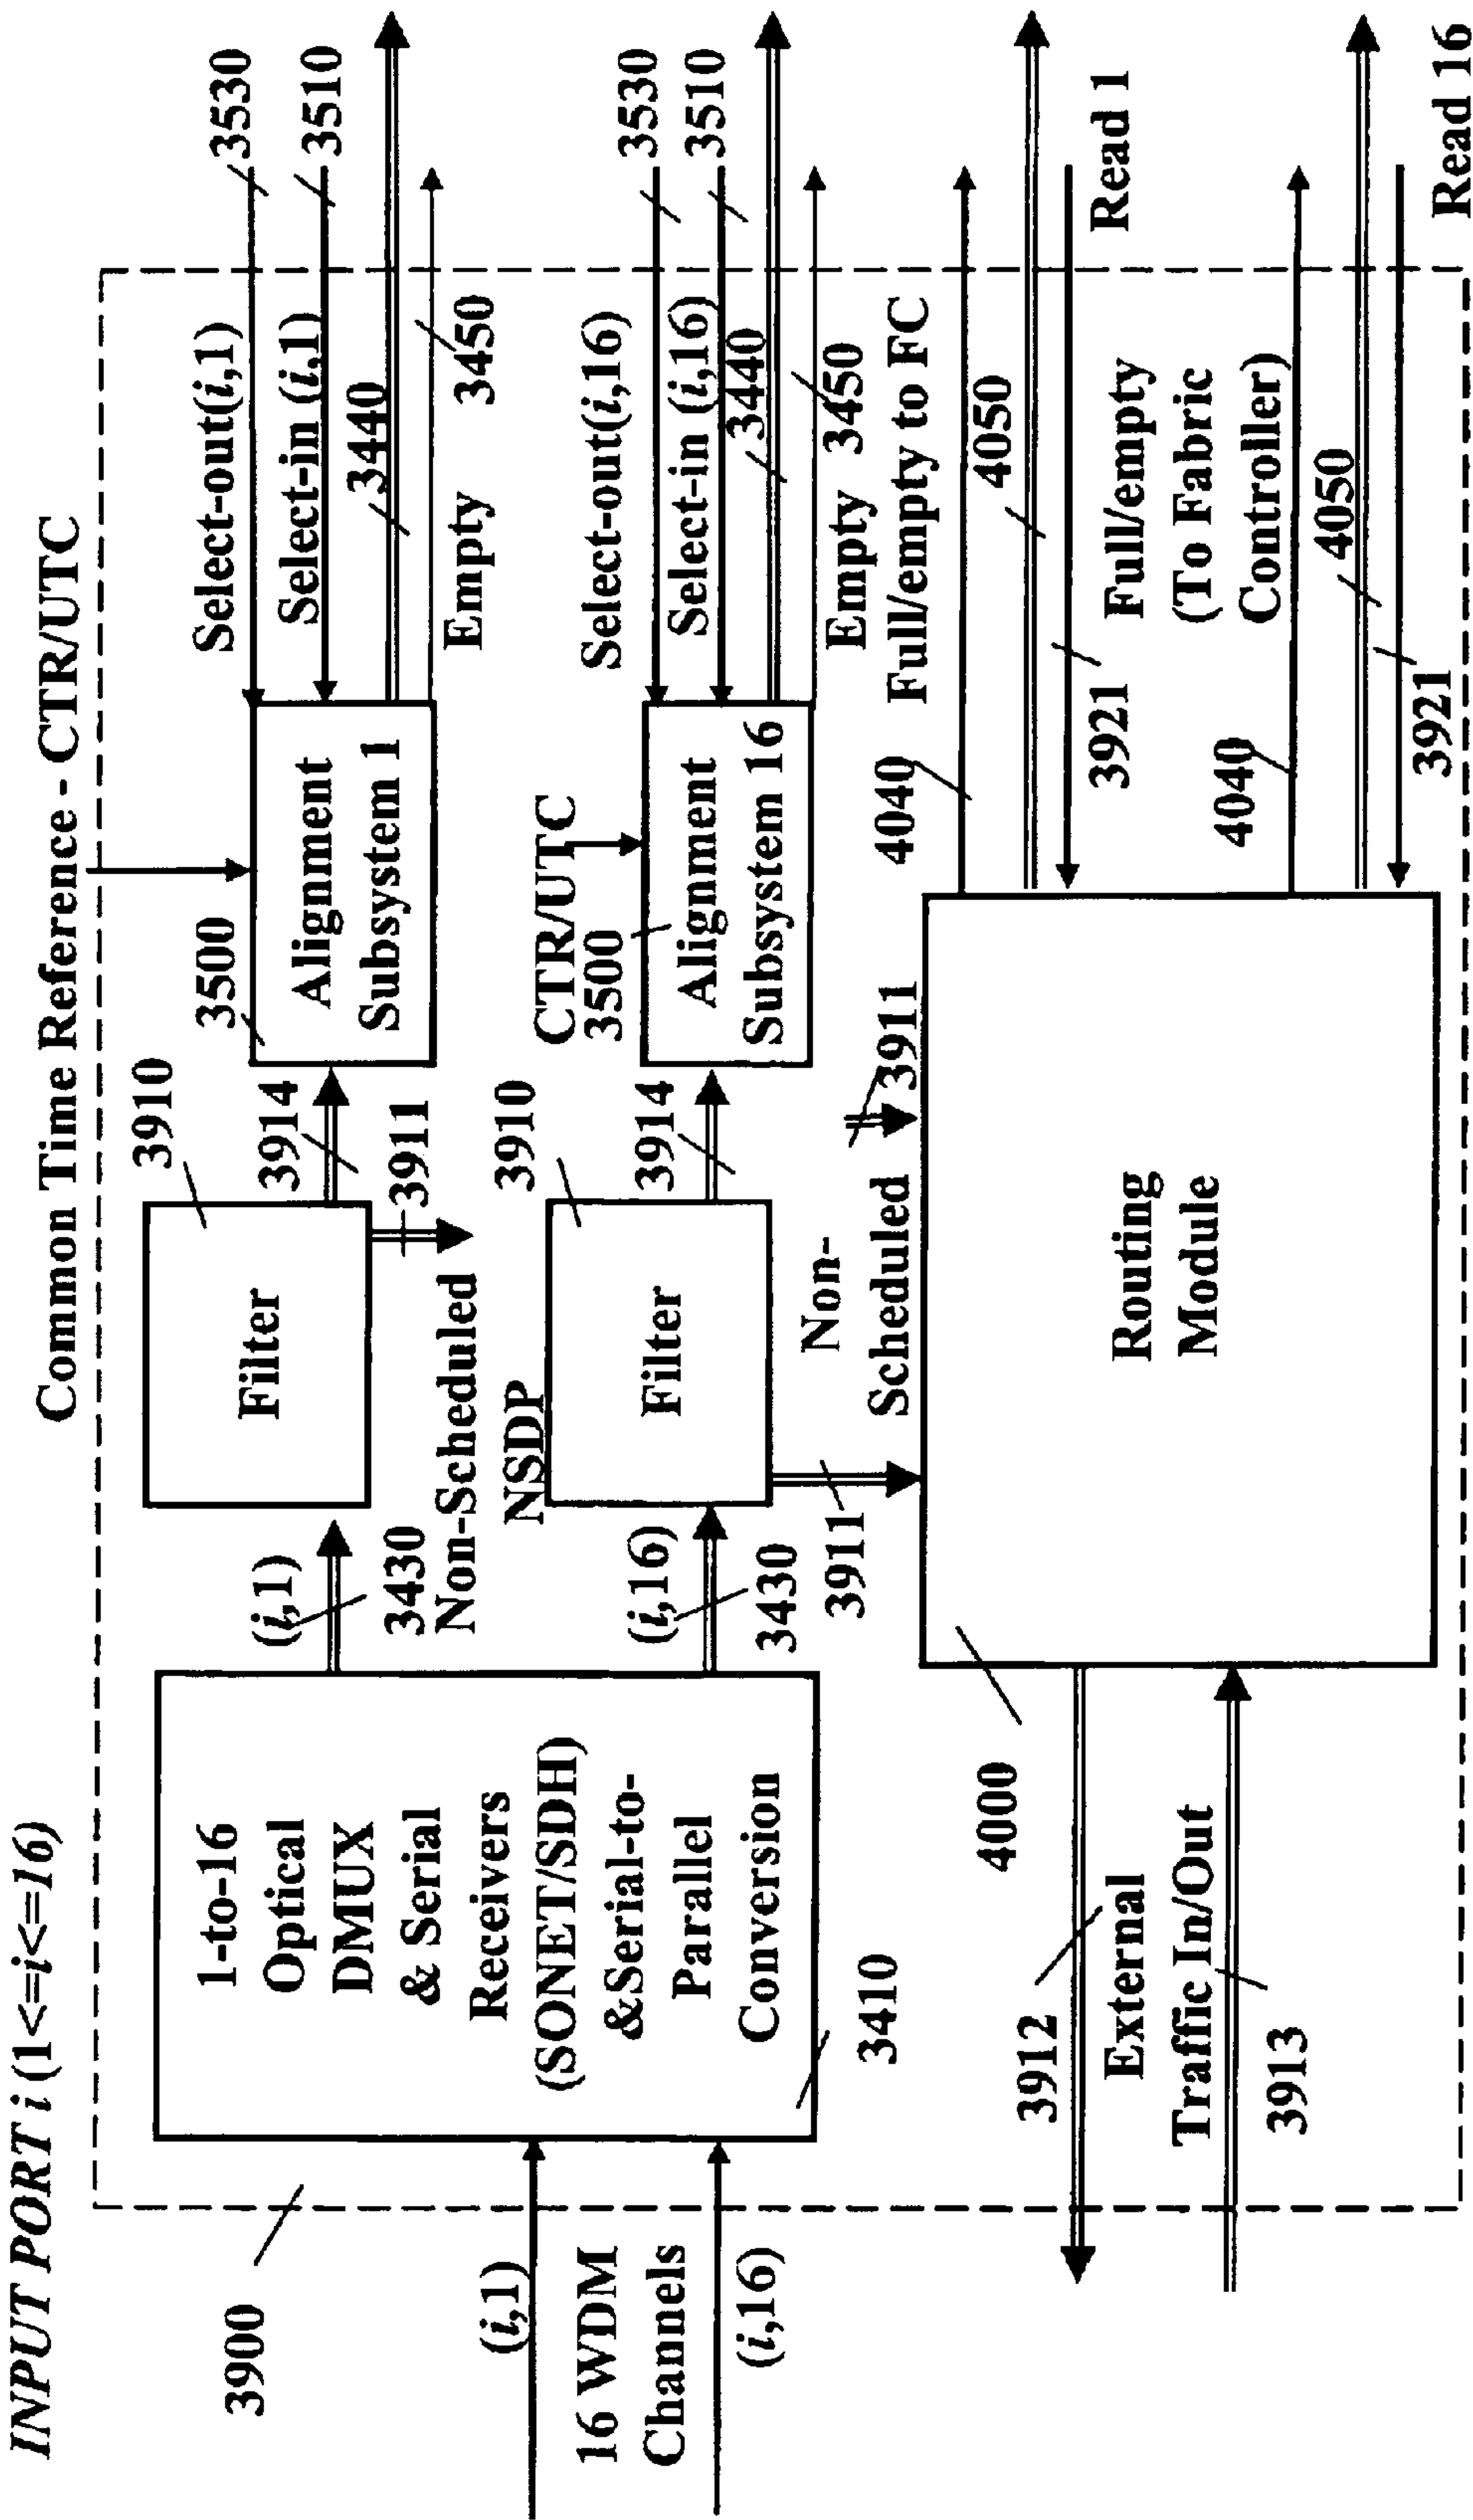 INPUT PORT i (1<=i<=16)
Common Time Reference - CTR/UTC
3900
(i,1)
16 WDM
Channels
(i,16)
1-to-16
Optical
DMUX
& Serial
Receivers
(SONET/SDH)
&Serial-to-
Parallel
Conversion
3410
(i,1)
3430
Non-Scheduled
NSDP
(i,16)
3430
3910
Filter
3914
3911
3910
Filter
3914
3911
Non-
Scheduled
3911
3500
Alignment
Subsystem 1
CTR/UTC
3500
Alignment
Subsystem 16
Select-out(i,1)
3530
Select-in (i,1)
3510
3440
3450
Empty
Select-out(i,16)
3530
Select-in (i,16)
3510
3440
3450
Empty
Full/empty to FC
4040
4050
Read 1
3921
Full/empty
(To Fabric
Controller)
4040
4050
3921
Read 16
Routing
Module
4000
3912
External
Traffic In/Out
3913